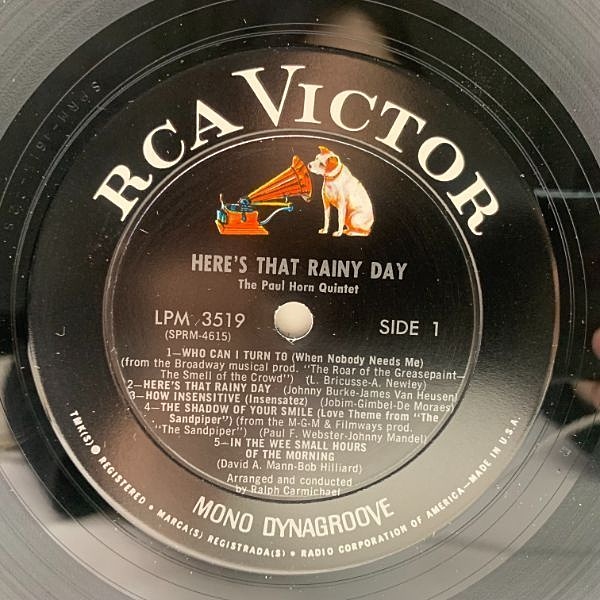 RCA VICTOR
HERE'S THAT RAINY DAY
The Paul Horn Quintet
LPM 3519
(SPRM-4615)
SIDE 1
1—WHO CAN I TURN TO (When Nobody Needs Me)
(from the Broadway musical prod. "The Roar of the Greasepaint—
The Smell of the Crowd") (L. Bricusse-A. Newley)
2—HERE'S THAT RAINY DAY (Johnny Burke-James Van Heusen)
3—HOW INSENSITIVE (Insensatez) (Jobim-Gimbel-De Moraes)
4—THE SHADOW OF YOUR SMILE (Love Theme from "The
Sandpiper") (from the M-G-M & Filmways prod.
"The Sandpiper") (Paul F. Webster-Johnny Mandel)
5—IN THE WEE SMALL HOURS
OF THE MORNING
(David A. Mann-Bob Hilliard)
Arranged and conducted
by Ralph Carmichael
MONO DYNAGROOVE
TMK(S) ® REGISTERED • MARCA(S) REGISTRADA(S) • RADIO CORPORATION OF AMERICA—MADE IN U.S.A.